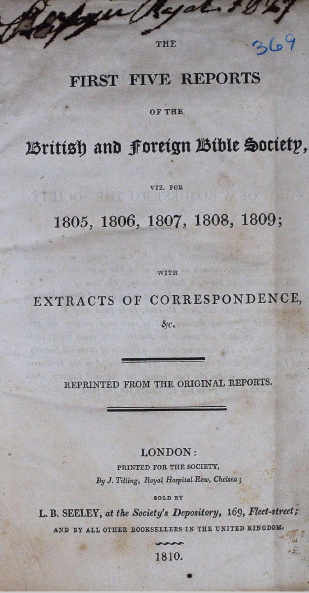 369
THE
FIRST FIVE REPORTS
OF THE
British and Foreign Bible Society,
VIZ. FOR
1805, 1806, 1807, 1808, 1809;
WITH
EXTRACTS OF CORRESPONDENCE,
&c.
REPRINTED FROM THE ORIGINAL REPORTS.
LONDON:
PRINTED FOR THE SOCIETY,
By J. Tilling, Royal Hospital Row, Chelsea;
SOLD BY
L. B. SEELEY, at the Society's Depository, 169, Fleet-street;
AND BY ALL OTHER BOOKSELLERS IN THE UNITED KINGDOM.
1810.